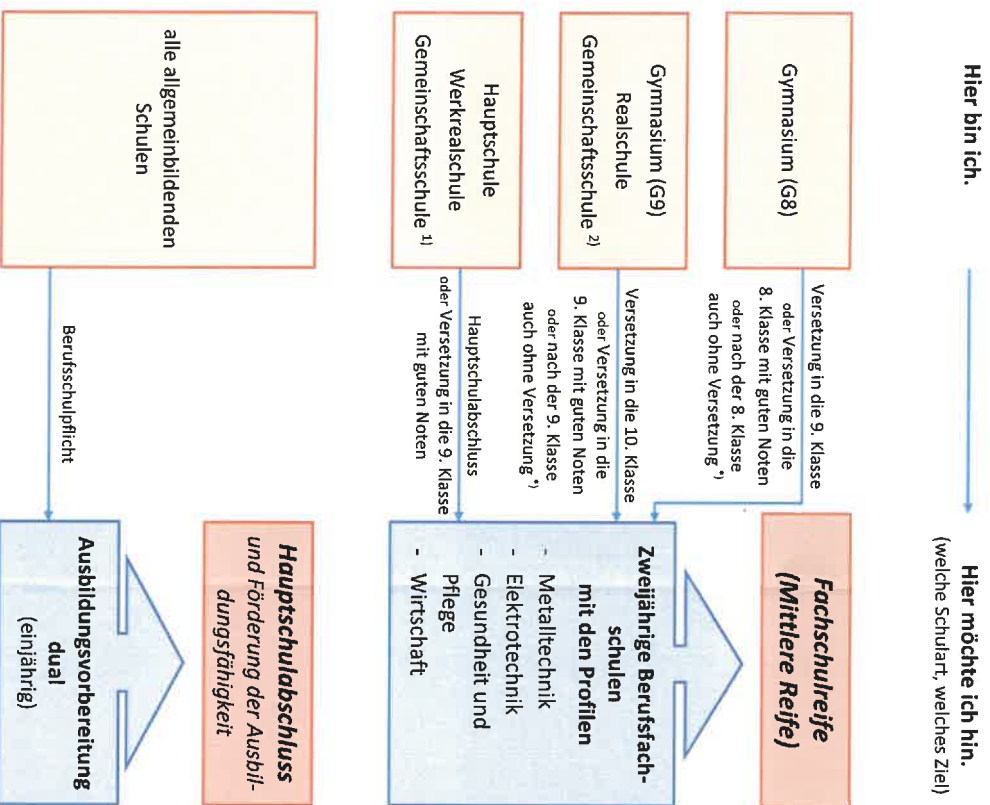 Hier bin ich.
Hier möchte ich hin.
(welche Schulart, welches Ziel)
Gymnasium (G8)
Versetzung in die 9. Klasse
oder Versetzung in die
8. Klasse mit guten Noten
oder nach der 8. Klasse
auch ohne Versetzung *)
Gymnasium (G9)
Realschule
Gemeinschaftsschule 2)
Versetzung in die 10. Klasse
oder Versetzung in die
9. Klasse mit guten Noten
oder nach der 9. Klasse
auch ohne Versetzung *)
Hauptschule
Werkrealschule
Gemeinschaftsschule 1)
Hauptschulabschluss
oder Versetzung in die 9. Klasse
mit guten Noten
Fachschulreife
(Mittlere Reife)
Zweijährige Berufsfach-
schulen
mit den Profilen
- Metalltechnik
- Elektrotechnik
- Gesundheit und
Pflege
- Wirtschaft
alle allgemeinbildenden
Schulen
Berufsschulpflicht
Hauptschulabschluss
und Förderung der Ausbil-
dungsfähigkeit
Ausbildungsvorbereitung
dual
(einjährig)